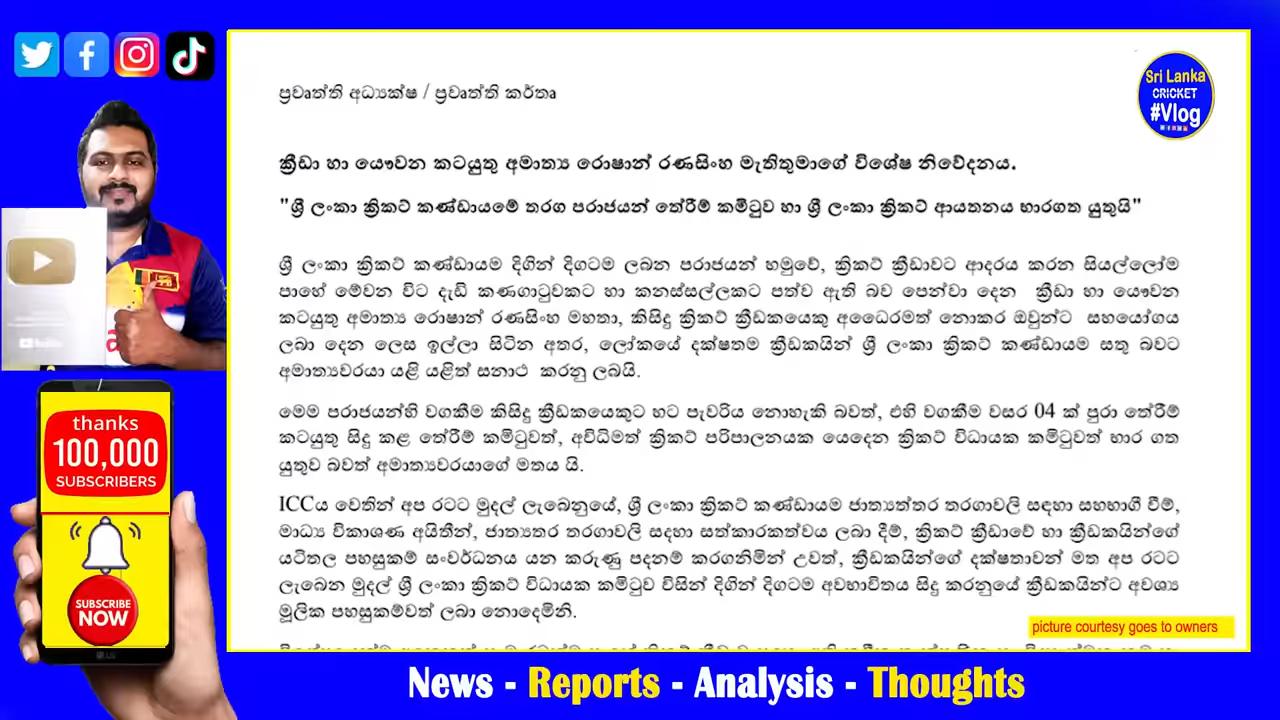 Sri Lanka
CRICKET
#Vlog
ප්‍රවෘත්ති අධ්‍යක්ෂ / ප්‍රවෘත්ති කර්තෘ
ක්‍රීඩා හා යෞවන කටයුතු අමාත්‍ය රොෂාන් රණසිංහ මැතිතුමාගේ විශේෂ නිවේදනය.
"ශ්‍රී ලංකා ක්‍රිකට් කණ්ඩායමේ තරග පරාජයන් තේරීම් කමිටුව හා ශ්‍රී ලංකා ක්‍රිකට් ආයතනය භාරගත යුතුයි"
ශ්‍රී ලංකා ක්‍රිකට් කණ්ඩායම දිගින් දිගටම ලබන පරාජයන් හමුවේ, ක්‍රිකට් ක්‍රීඩාවට ආදරය කරන සියල්ලෝම
පාහේ මේවන විට දැඩි කණගාටුවකට හා කනස්සල්ලකට පත්ව ඇති බව පෙන්වා දෙන ක්‍රීඩා හා යෞවන
කටයුතු අමාත්‍ය රොෂාන් රණසිංහ මහතා, කිසිදු ක්‍රිකට් ක්‍රීඩකයෙකු අධෛරමත් නොකර ඔවුන්ට සහයෝගය
ලබා දෙන ලෙස ඉල්ලා සිටින අතර, ලෝකයේ දක්ෂතම ක්‍රීඩකයින් ශ්‍රී ලංකා ක්‍රිකට් කණ්ඩායම සතු බවට
අමාත්‍යවරයා යළි යළිත් සනාථ කරනු ලබයි.
මෙම පරාජයන්හි වගකීම කිසිදු ක්‍රීඩකයෙකුට හට පැවරිය නොහැකි බවත්, එහි වගකීම වසර 04 ක් පුරා තේරීම්
කටයුතු සිදු කළ තේරීම් කමිටුවත්, අවිධිමත් ක්‍රිකට් පරිපාලනයක යෙදෙන ක්‍රිකට් විධායක කමිටුවත් භාර ගත
යුතුව බවත් අමාත්‍යවරයාගේ මතය යි.
ICCය වෙතින් අප රටට මුදල් ලැබෙනුයේ, ශ්‍රී ලංකා ක්‍රිකට් කණ්ඩායම ජාත්‍යන්තර තරගාවලි සඳහා සහභාගී වීම්,
මාධ්‍ය විකාශණ අයිතීන්, ජාත්‍යතර තරගාවලි සදහා සත්කාරකත්වය ලබා දීම්, ක්‍රිකට් ක්‍රීඩාවේ හා ක්‍රීඩකයින්ගේ
යටිතල පහසුකම් සංවර්ධනය යන කරුණු පදනම් කරගනිමින් උවත්, ක්‍රීඩකයින්ගේ දක්ෂතාවන් මත අප රටට
ලැබෙන මුදල් ශ්‍රී ලංකා ක්‍රිකට් විධායක කමිටුව විසින් දිගින් දිගටම අවභාවිතය සිදු කරනුයේ ක්‍රීඩකයින්ට අවශ්‍ය
මූලික පහසුකම්වත් ලබා නොදෙමිනි.
picture courtesy goes to owners
thanks
100,000
SUBSCRIBERS
SUBSCRIBE
NOW
LG
News - Reports - Analysis - Thoughts